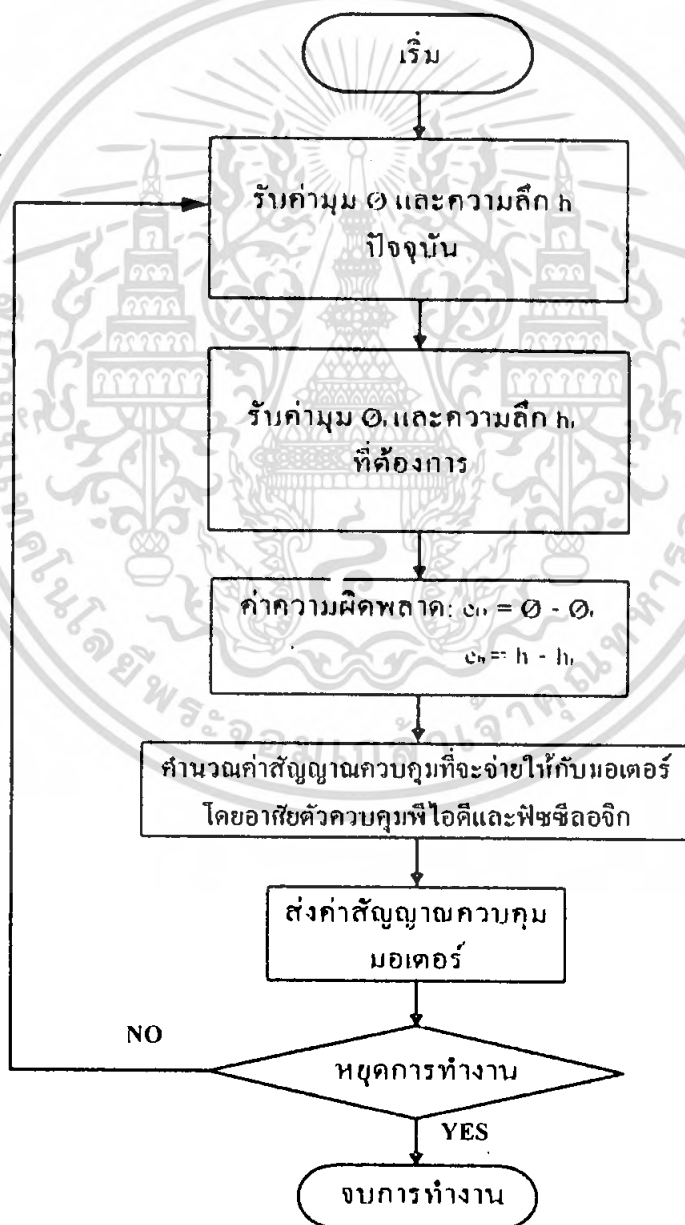 เริ่ม
รับค่ามุม Ø และความลึก h
ปัจจุบัน
รับค่ามุม Øᵣ และความลึก hᵣ
ที่ต้องการ
ค่าความผิดพลาด: = Ø - Øᵣ
= h - hᵣ
คำนวณค่าสัญญาณควบคุมที่จะจ่ายให้กับมอเตอร์
โดยอาศัยตัวควบคุมพีไอดีและฟัซซีลอจิก
ส่งค่าสัญญาณควบคุม
มอเตอร์
NO
หยุดการทำงาน
YES
จบการทำงาน